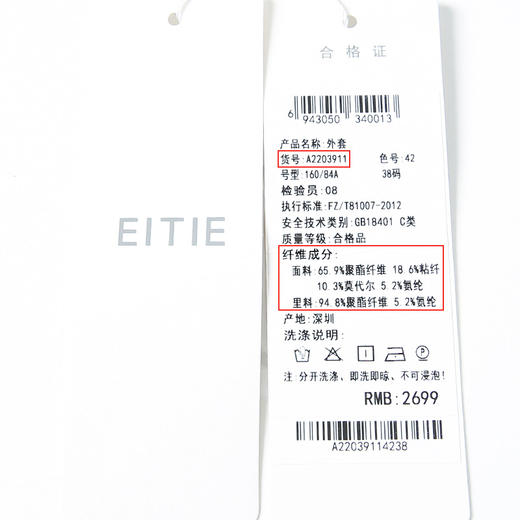 EITIE
合格证
6 943050 340013
产品名称:外套
货号:A2203911 色号:42
号型:160/84A 38码
检验员:08
执行标准:FZ/T81007-2012
安全技术类别:GB18401 C类
质量等级:合格品
纤维成分:
面料:65.9%聚酯纤维 18.6%粘纤
10.3%莫代尔 5.2%氨纶
里料:94.8%聚酯纤维 5.2%氨纶
产地:深圳
洗涤说明:
P
注:分开洗涤、即洗即晾、不可浸泡!
RMB:2699
A22039114238